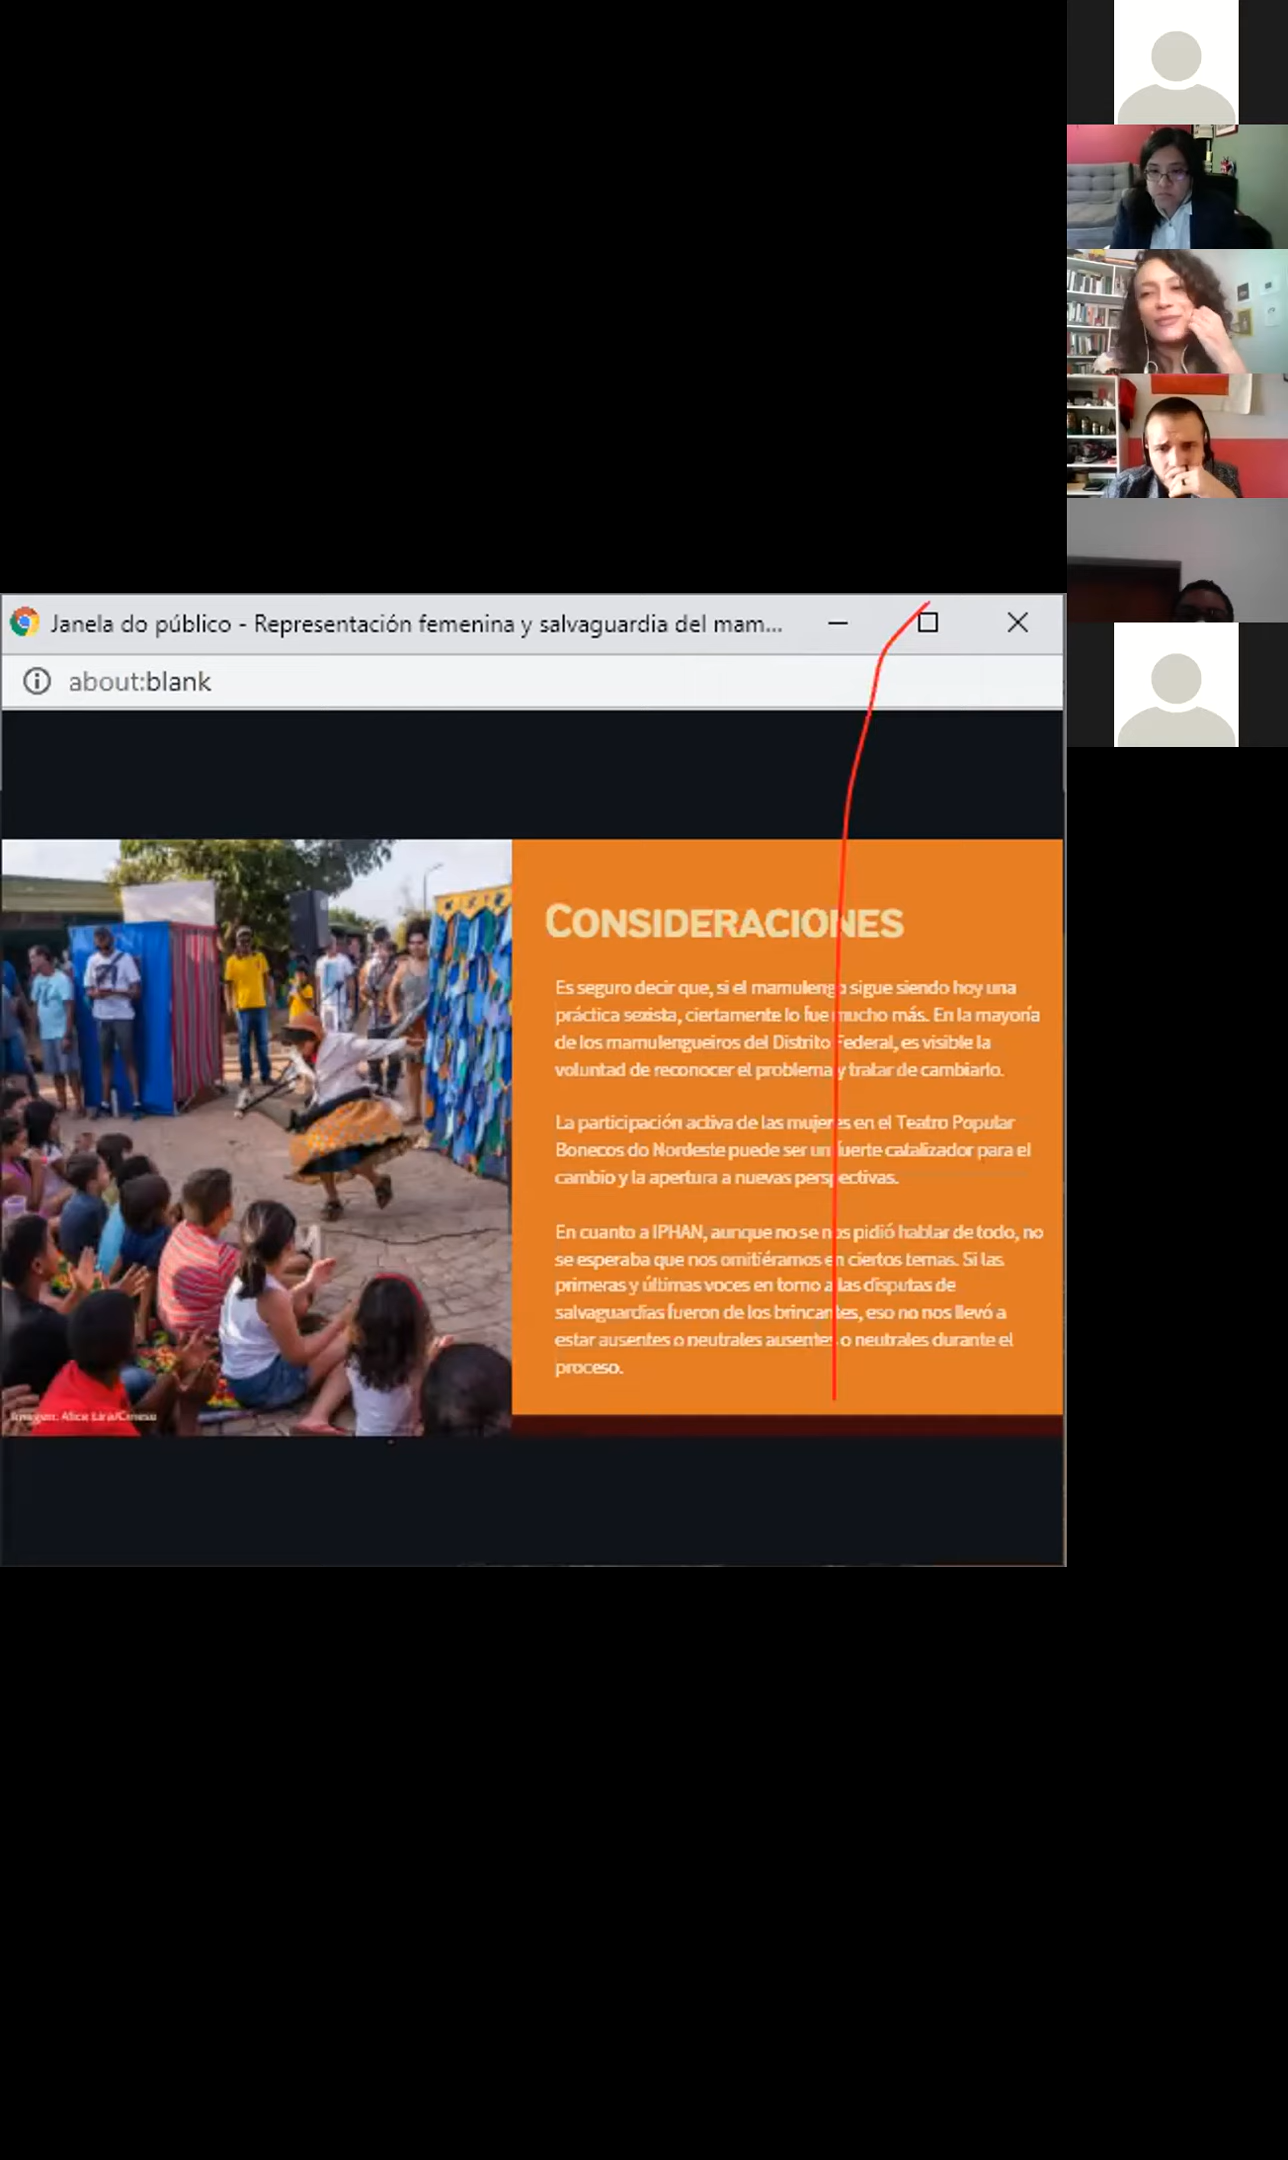 Janela do público - Representación femenina y salvaguardia del mam...
about:blank
CONSIDERACIONES
Es seguro decir que, si el mamulengo sigue siendo hoy una
práctica sexista, ciertamente lo fue mucho más. En la mayoría
de los mamulengueiros del Distrito Federal, es visible la
voluntad de reconocer el problema y tratar de cambiarlo.
La participación activa de las mujeres en el Teatro Popular
Bonecos do Nordeste puede ser un fuerte catalizador para el
cambio y la apertura a nuevas perspectivas.
En cuanto a IPHAN, aunque no se nos pidió hablar de todo, no
se esperaba que nos omitiéramos en ciertos temas. Si las
primeras y últimas voces en torno a las disputas de
salvaguardias fueron de los brincantes, eso no nos llevó a
estar ausentes o neutrales ausentes o neutrales durante el
proceso.